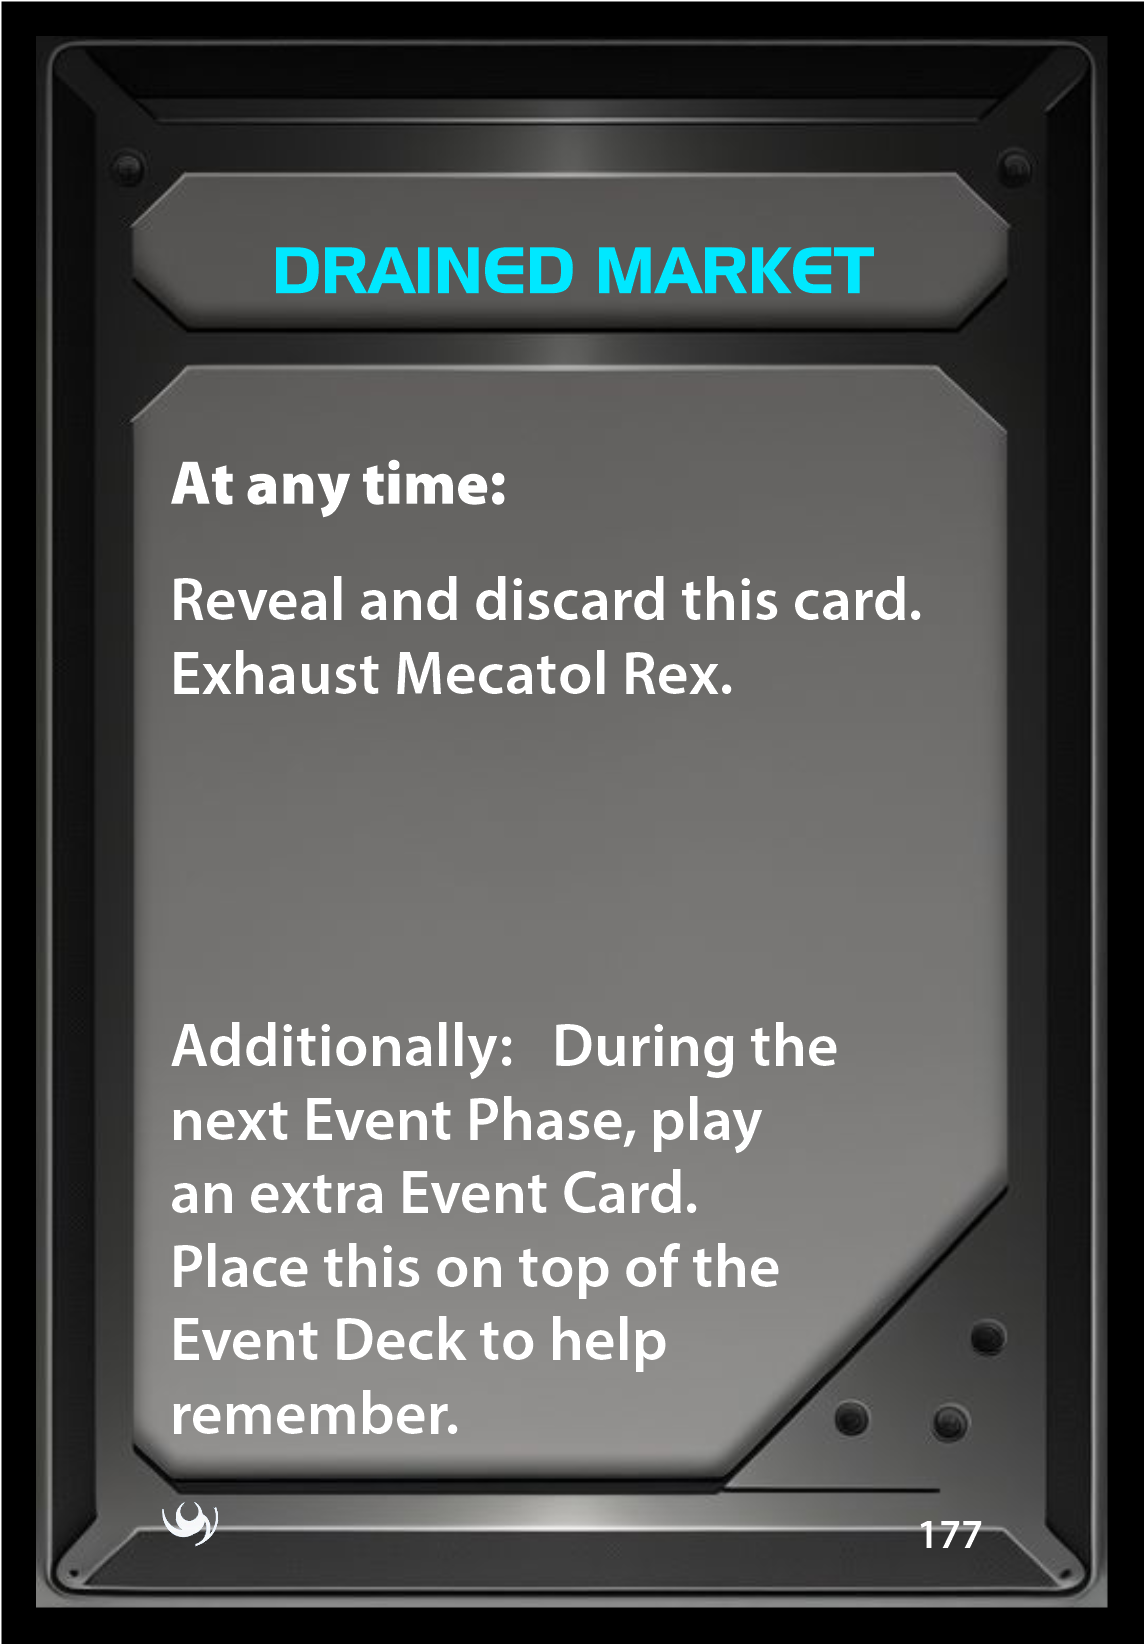 DRAINED MARKET
At any time:
Reveal and discard this card.
Exhaust Mecatol Rex.
Additionally:   During the
next Event Phase, play
an extra Event Card.
Place this on top of the
Event Deck to help
remember.
177